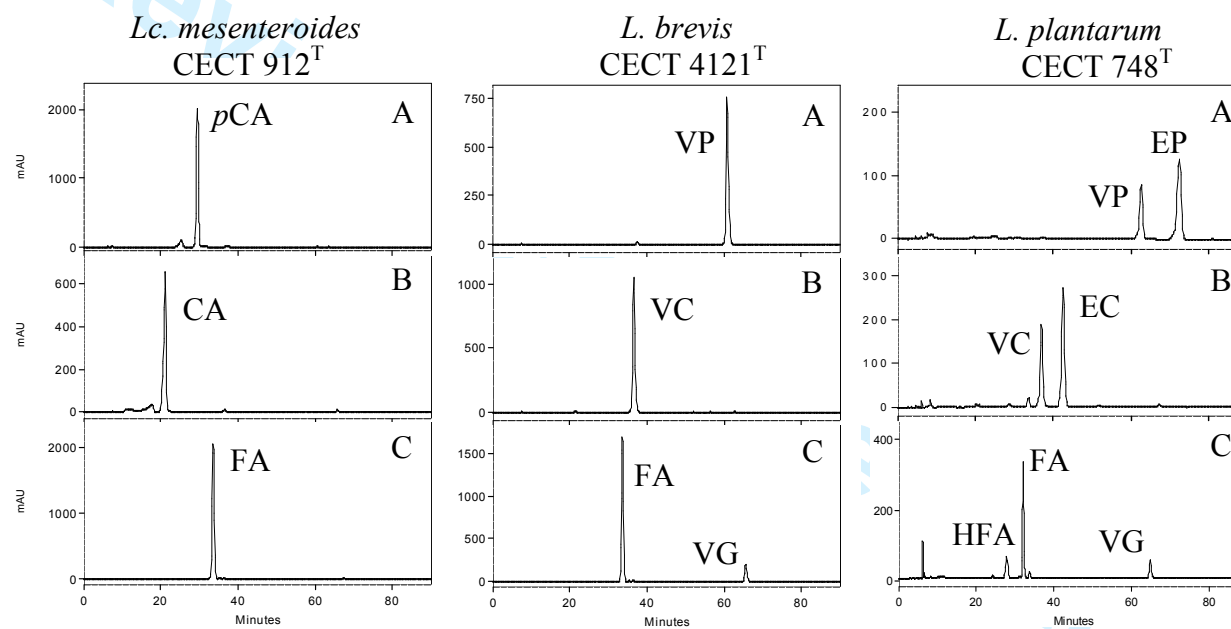 Lc. mesenteroides
CECT 912T
L. brevis
CECT 4121T
L. plantarum
CECT 748T
mAU
2000
1000
0
pCA
A
750
500
250
0
VP
A
200
100
0
VP
EP
A
mAU
600
400
200
0
CA
B
1000
500
0
VC
B
300
200
100
0
VC
EC
B
mAU
2000
1000
0
FA
C
1500
1000
500
0
FA
VG
C
400
200
0
HFA
FA
VG
C
0 20 40 60 80
Minutes
0 20 40 60 80
Minutes
0 20 40 60 80
Minutes